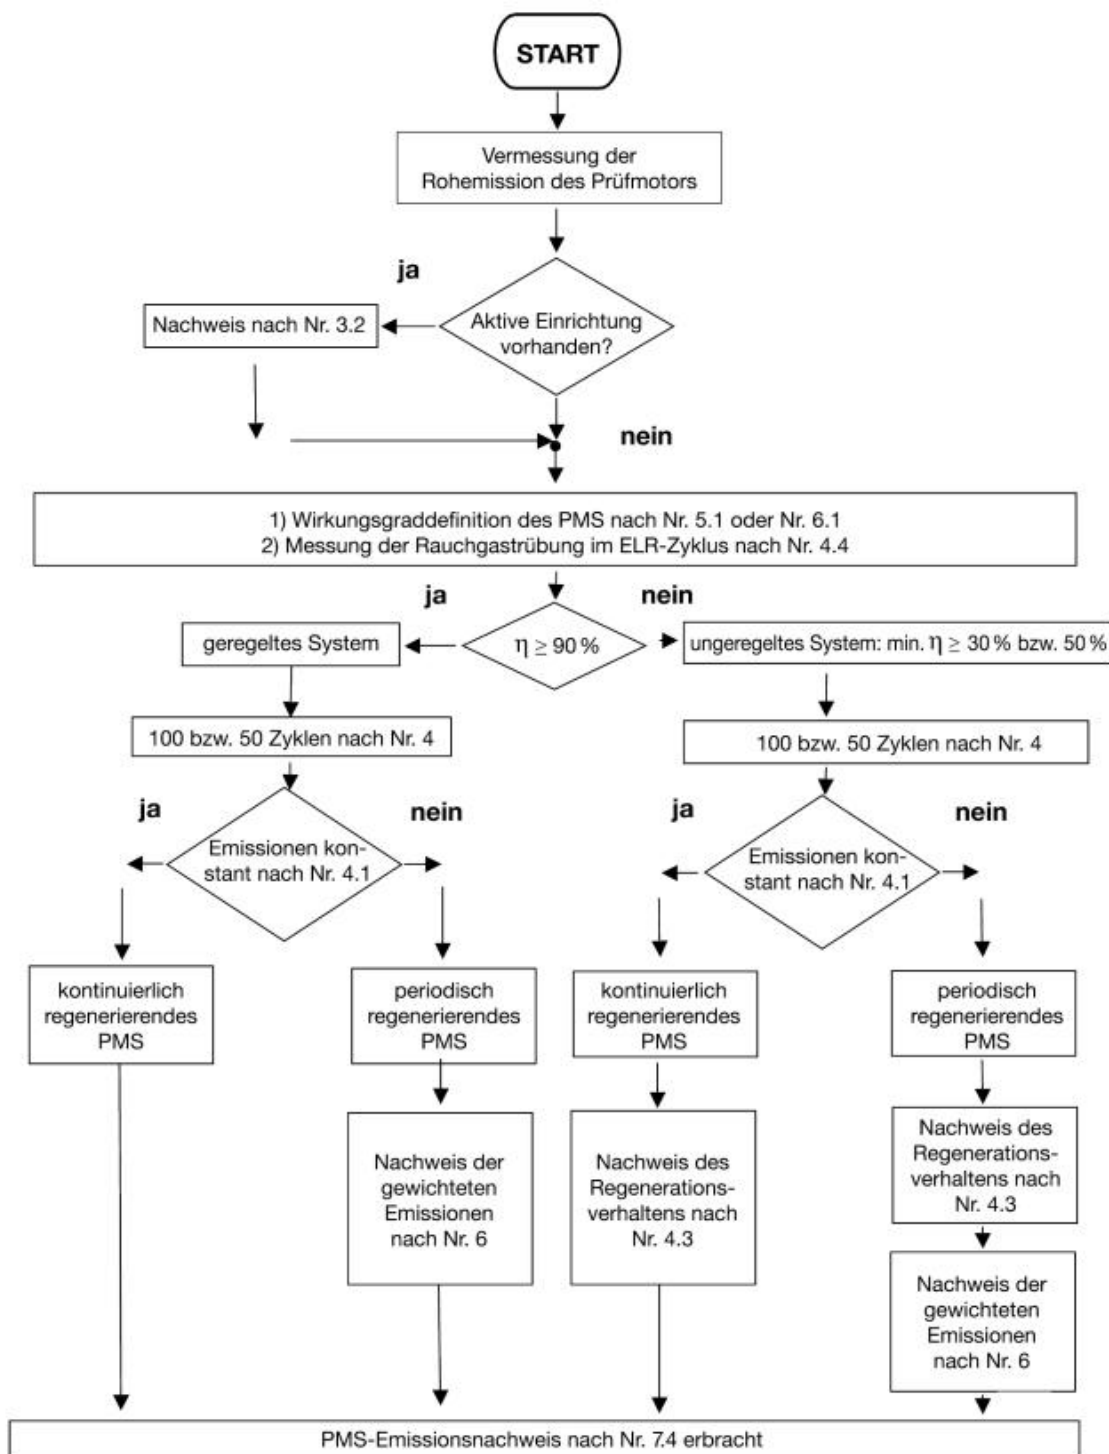 START
Vermessung der
Rohemission des Prüfmotors
ja
Aktive Einrichtung
vorhanden?
Nachweis nach Nr. 3.2
nein
1) Wirkungsgraddefinition des PMS nach Nr. 5.1 oder Nr. 6.1
2) Messung der Rauchgastrübung im ELR-Zyklus nach Nr. 4.4
ja
nein
geregeltes System
η ≥ 90 %
ungeregeltes System: min. η ≥ 30 % bzw. 50 %
100 bzw. 50 Zyklen nach Nr. 4
100 bzw. 50 Zyklen nach Nr. 4
ja
nein
Emissionen kon-
stant nach Nr. 4.1
ja
nein
Emissionen kon-
stant nach Nr. 4.1
kontinuierlich
regenerierendes
PMS
periodisch
regenerierendes
PMS
kontinuierlich
regenerierendes
PMS
periodisch
regenerierendes
PMS
Nachweis der
gewichteten
Emissionen
nach Nr. 6
Nachweis des
Regenerations-
verhaltens nach
Nr. 4.3
Nachweis des
Regenerations-
verhaltens nach
Nr. 4.3
Nachweis der
gewichteten
Emissionen
nach Nr. 6
PMS-Emissionsnachweis nach Nr. 7.4 erbracht